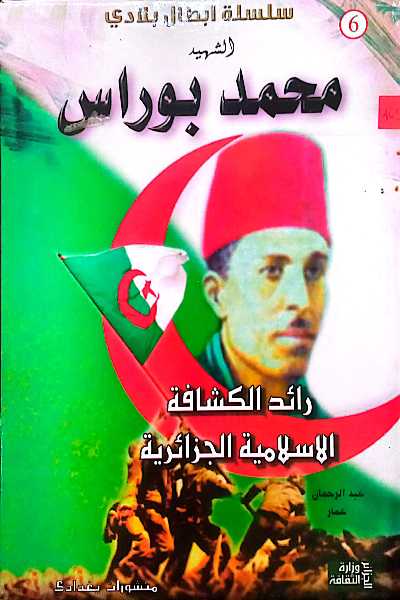 سلسلة ابطال بلادي
6
الشهيد
محمد بوراس
رائد الكشافة
الاسلامية الجزائرية
عبد الرحمان
عمار
وزارة
الثقافة
منشورات بغدادي